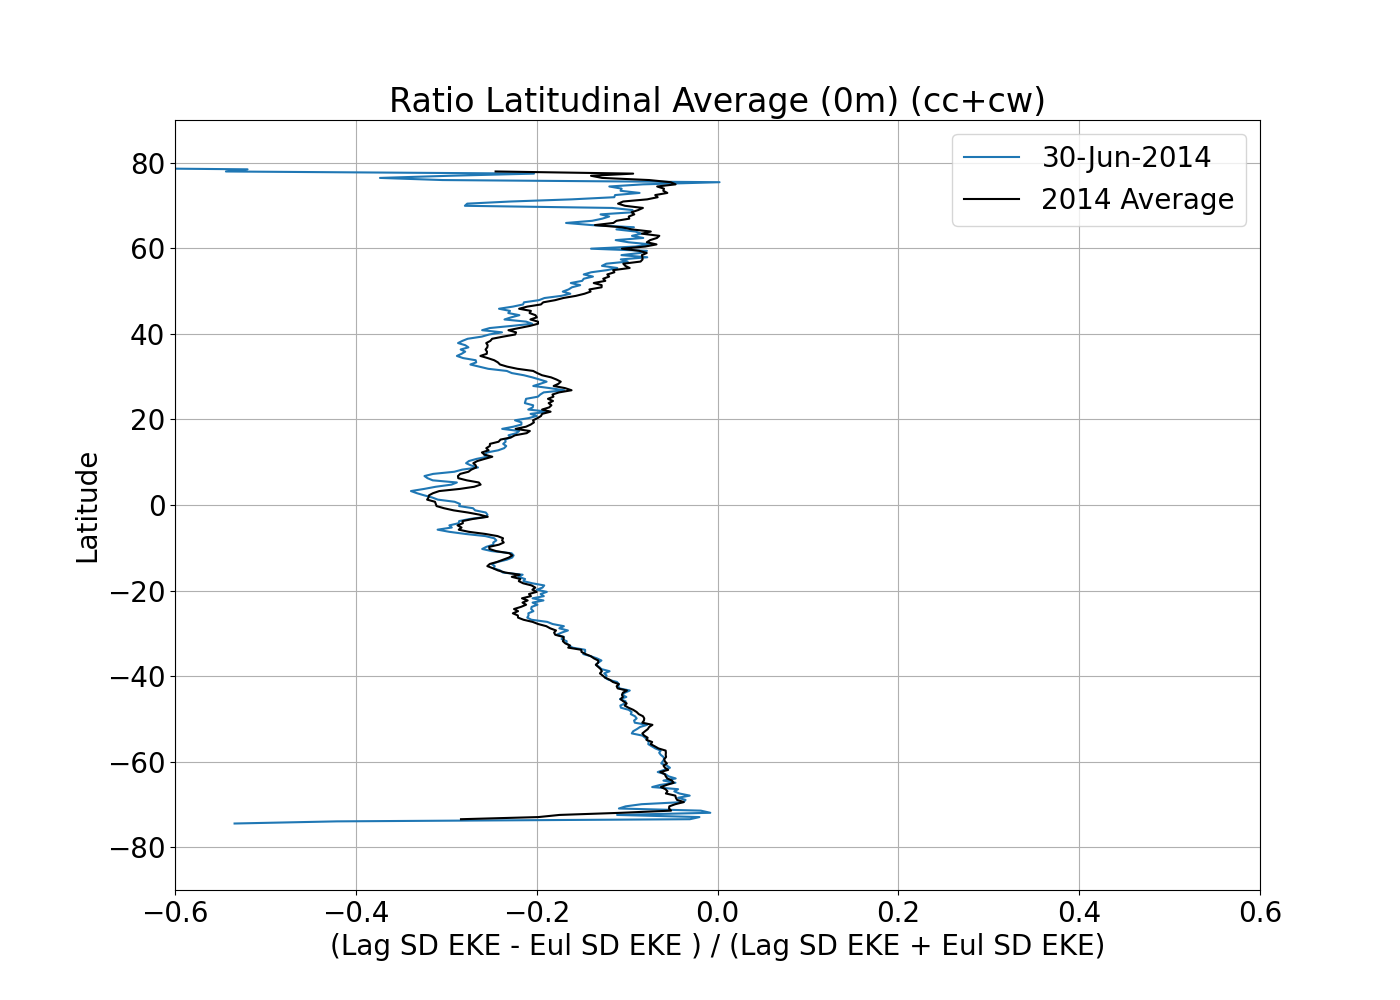 Ratio Latitudinal Average (0m) (cc+cw)
30-Jun-2014
2014 Average
80
60
40
20
0
−20
−40
−60
−80
Latitude
−0.6 −0.4 −0.2 0.0 0.2 0.4 0.6
(Lag SD EKE - Eul SD EKE ) / (Lag SD EKE + Eul SD EKE)